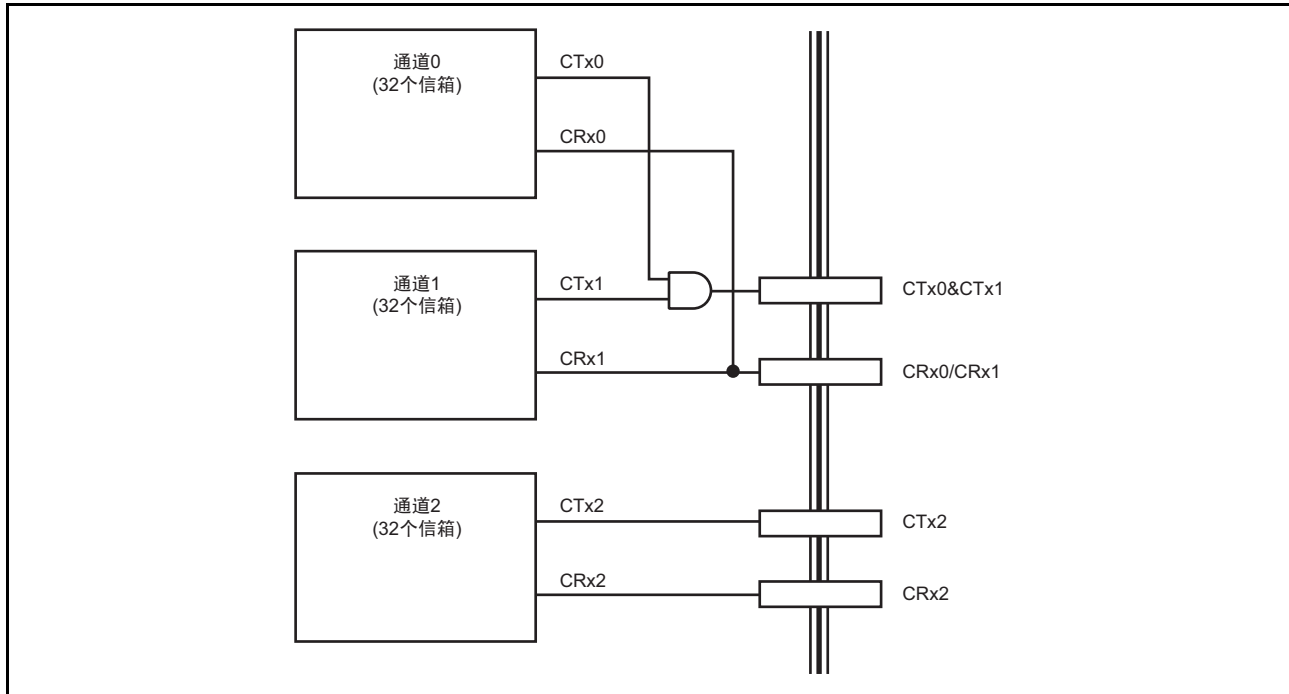 通道0
(32个信箱)
CTx0
CRx0
通道1
(32个信箱)
CTx1
CRx1
CTx0&CTx1
CRx0/CRx1
通道2
(32个信箱)
CTx2
CRx2
CTx2
CRx2